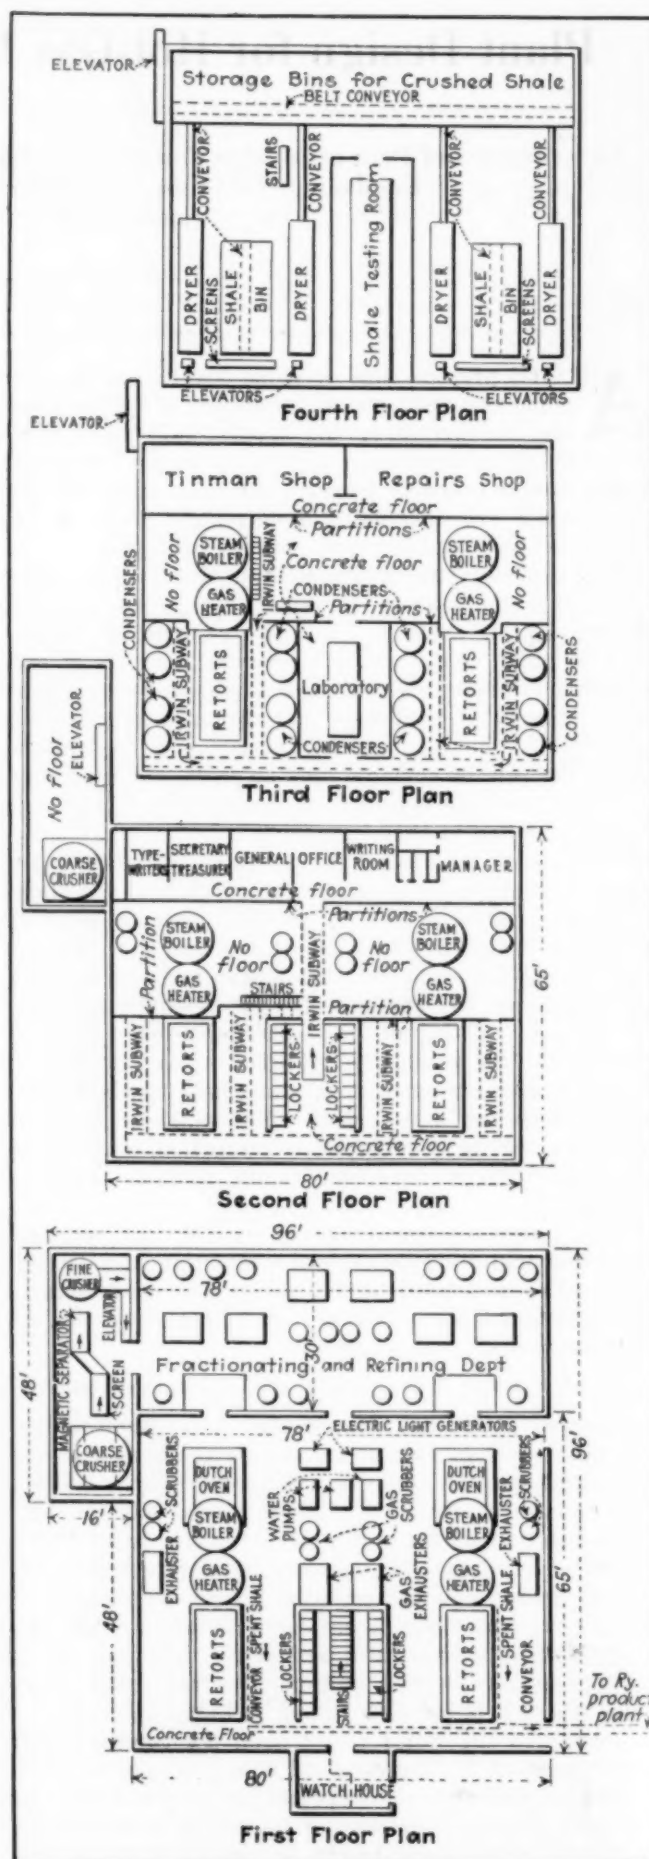 ELEVATOR
Storage Bins for Crushed Shale
BELT CONVEYOR
CONVEYOR
STAIRS
CONVEYOR
CONVEYOR
CONVEYOR
DRYER
SCREENS
SHALE
BIN
DRYER
Shale Testing Room
DRYER
SHALE
BIN
SCREENS
DRYER
ELEVATORS
ELEVATORS
Fourth Floor Plan
ELEVATOR
Tinman Shop
Repairs Shop
Concrete floor
Partitions
No floor
STEAM
BOILER
IRWIN SUBWAY
Concrete floor
STEAM
BOILER
No floor
CONDENSERS
GAS
HEATER
CONDENSERS
Partitions
GAS
HEATER
IRWIN SUBWAY
RETORTS
Laboratory
RETORTS
IRWIN SUBWAY
CONDENSERS
CONDENSERS
Third Floor Plan
No floor
ELEVATOR
COARSE
CRUSHER
TYPE-
WRITERS
SECRETARY
TREASURER
GENERAL OFFICE
WRITING
ROOM
MANAGER
Concrete floor
Partitions
Partition
STEAM
BOILER
No
floor
IRWIN SUBWAY
No
floor
STEAM
BOILER
GAS
HEATER
STAIRS
Partition
GAS
HEATER
65'
IRWIN SUBWAY
RETORTS
IRWIN SUBWAY
LOCKERS
LOCKERS
IRWIN SUBWAY
RETORTS
IRWIN SUBWAY
Concrete floor
80'
Second Floor Plan
96'
FINE
CRUSHER
78'
ELEVATOR
MAGNETIC SEPARATOR
SCREEN
30'
48'
Fractionating and Refining Dept
COARSE
CRUSHER
16'
78'
ELECTRIC LIGHT GENERATORS
96'
SCRUBBERS
DUTCH
OVEN
WATER
PUMPS
GAS SCRUBBERS
DUTCH
OVEN
SCRUBBERS
STEAM
BOILER
STEAM
BOILER
EXHAUSTER
EXHAUSTER
GAS
HEATER
GAS
EXHAUSTERS
GAS
HEATER
65'
48'
RETORTS
CONVEYOR SPENT SHALE
LOCKERS
STAIRS
LOCKERS
RETORTS
SPENT SHALE
CONVEYOR
To Ry.
product
plant
Concrete Floor
80'
WATCH HOUSE
First Floor Plan